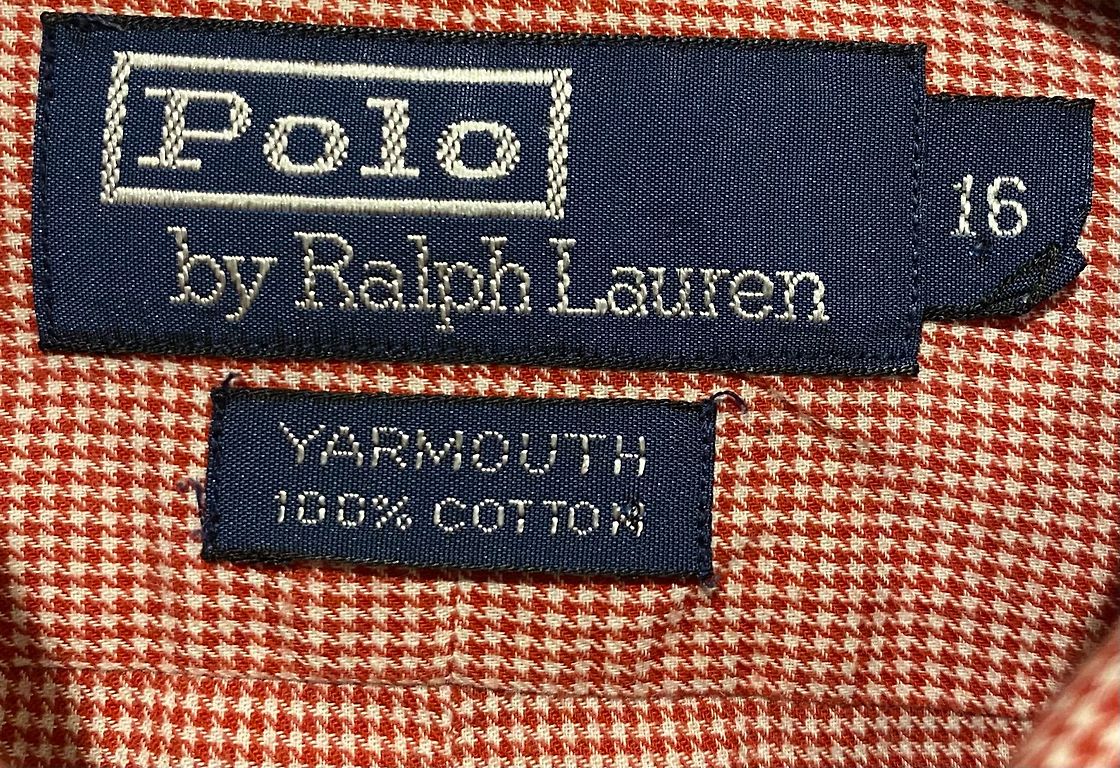 Polo
by Ralph Lauren
16
YARMOUTH
100% COTTON